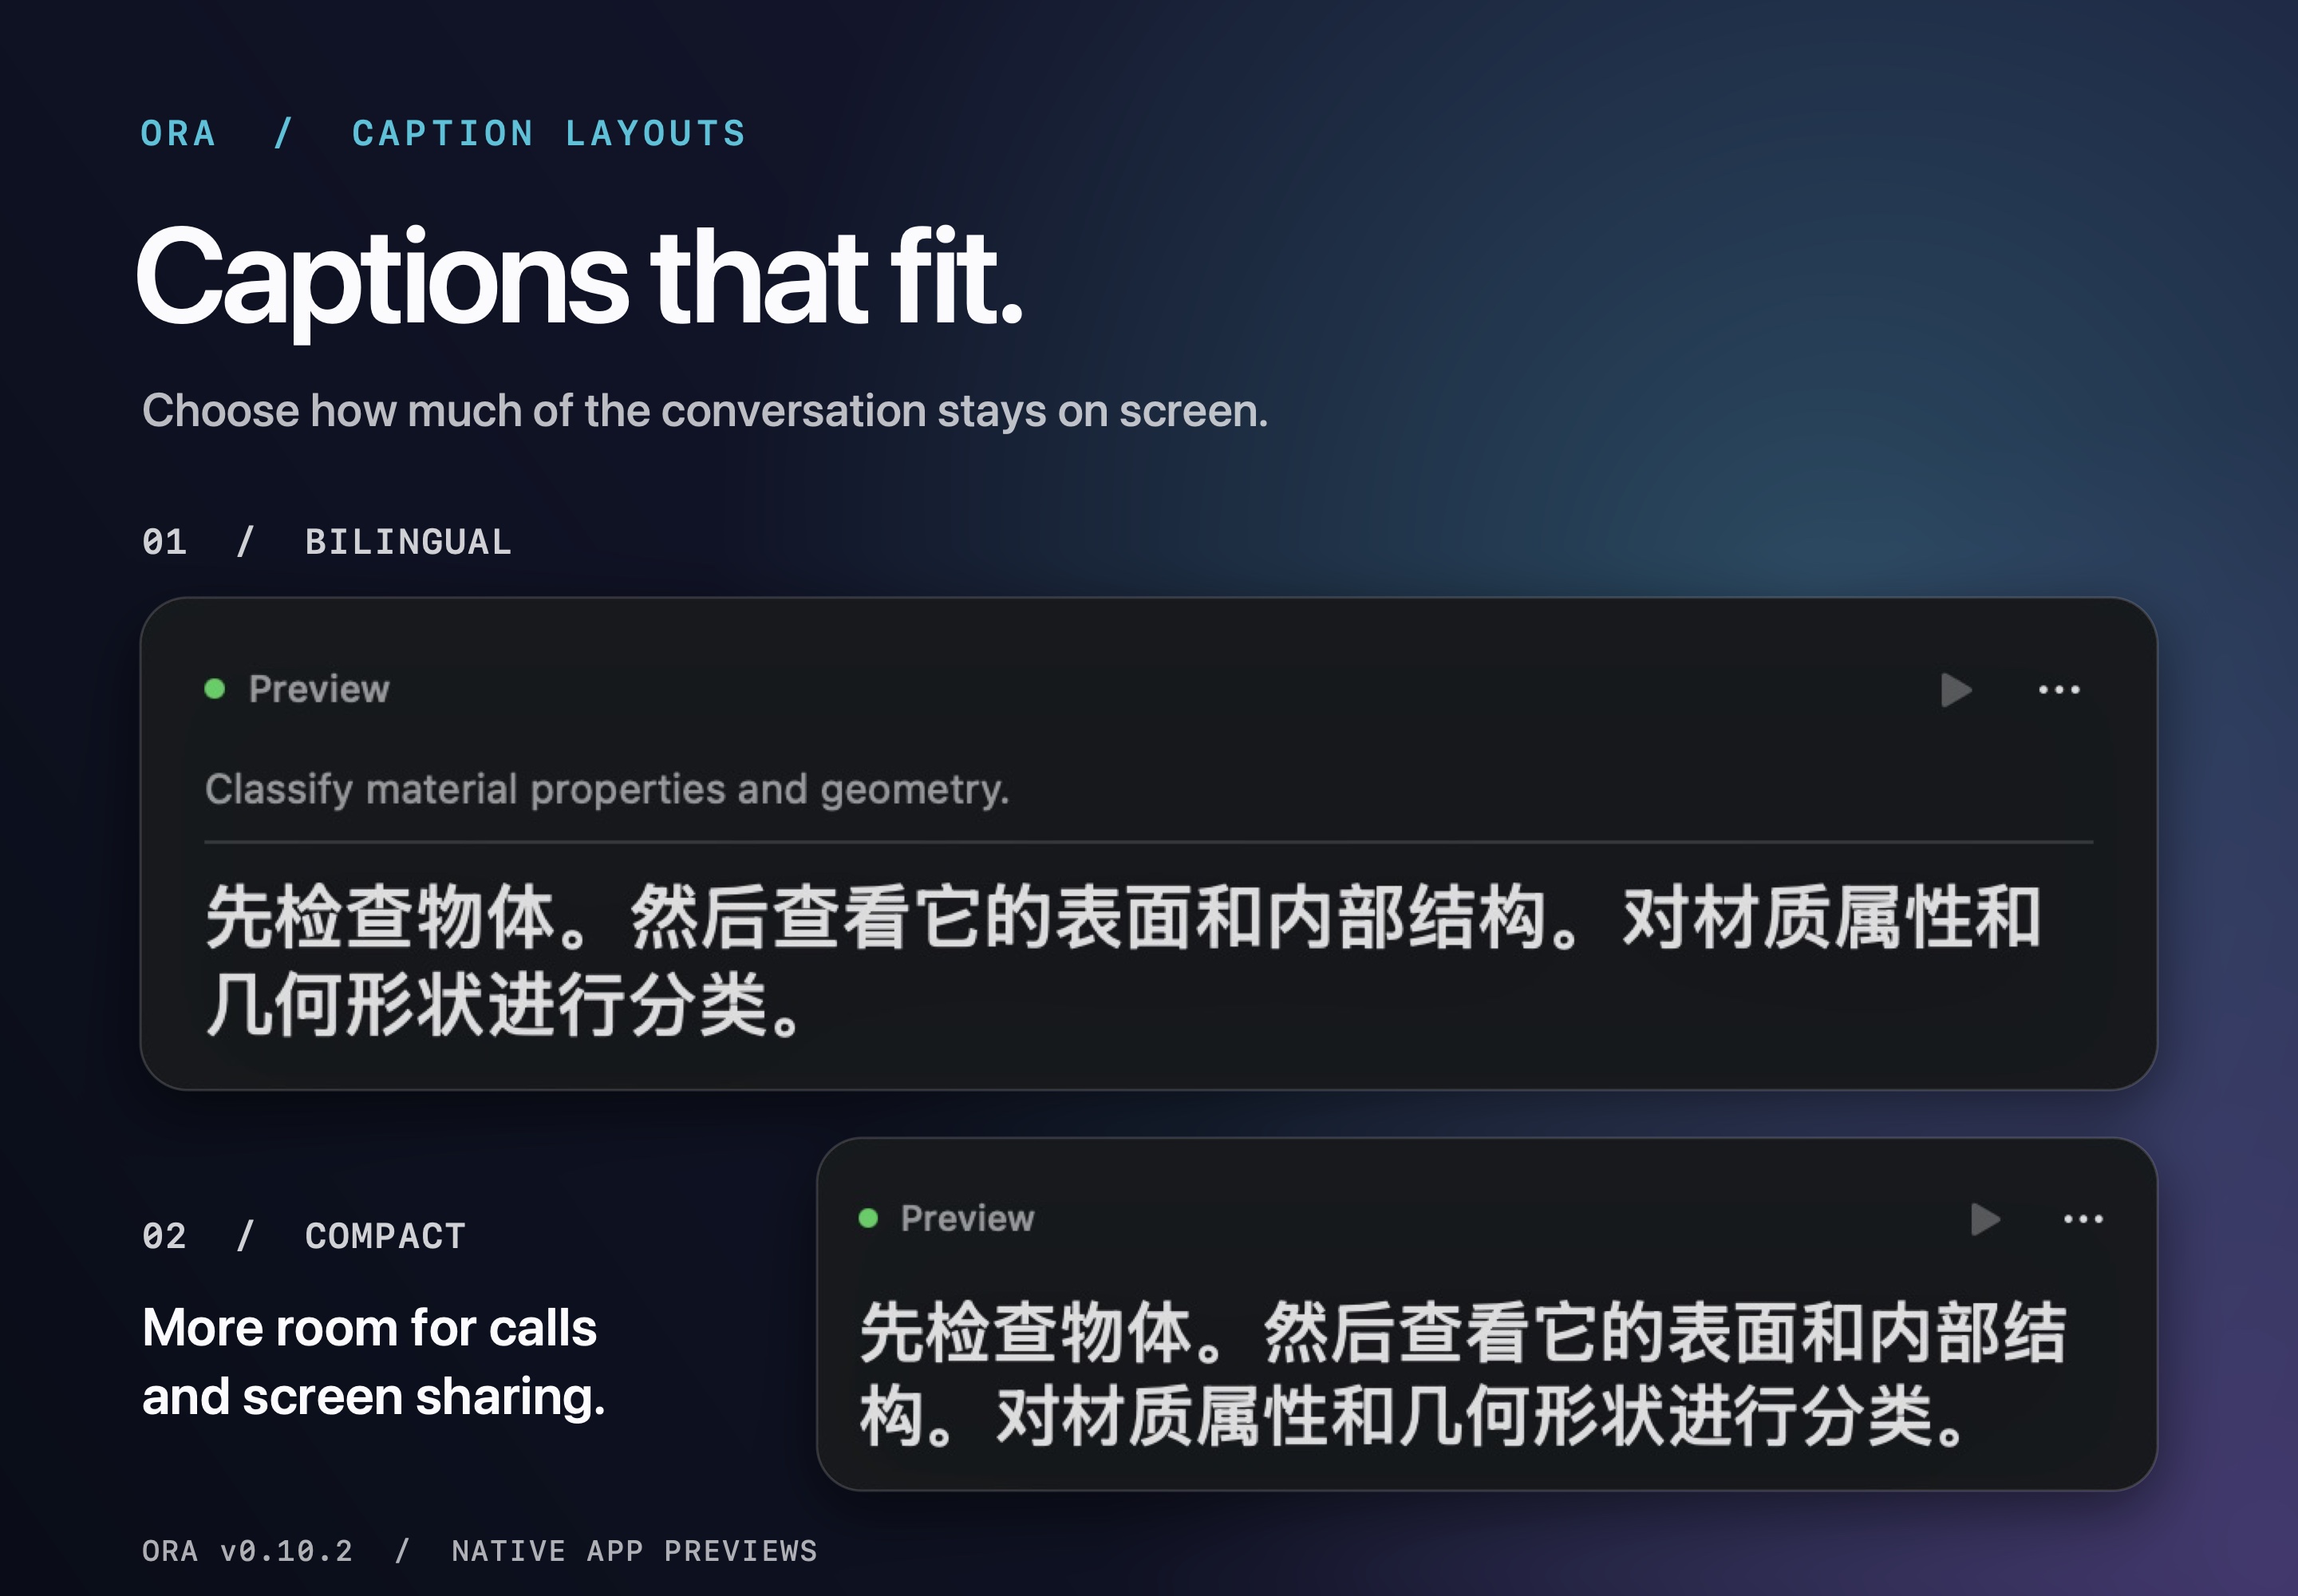 ORA / CAPTION LAYOUTS
Captions that fit.
Choose how much of the conversation stays on screen.
01 / BILINGUAL
Preview
Classify material properties and geometry.
先检查物体。然后查看它的表面和内部结构。对材质属性和
几何形状进行分类。
02 / COMPACT
More room for calls
and screen sharing.
Preview
先检查物体。然后查看它的表面和内部结
构。对材质属性和几何形状进行分类。
ORA v0.10.2 / NATIVE APP PREVIEWS